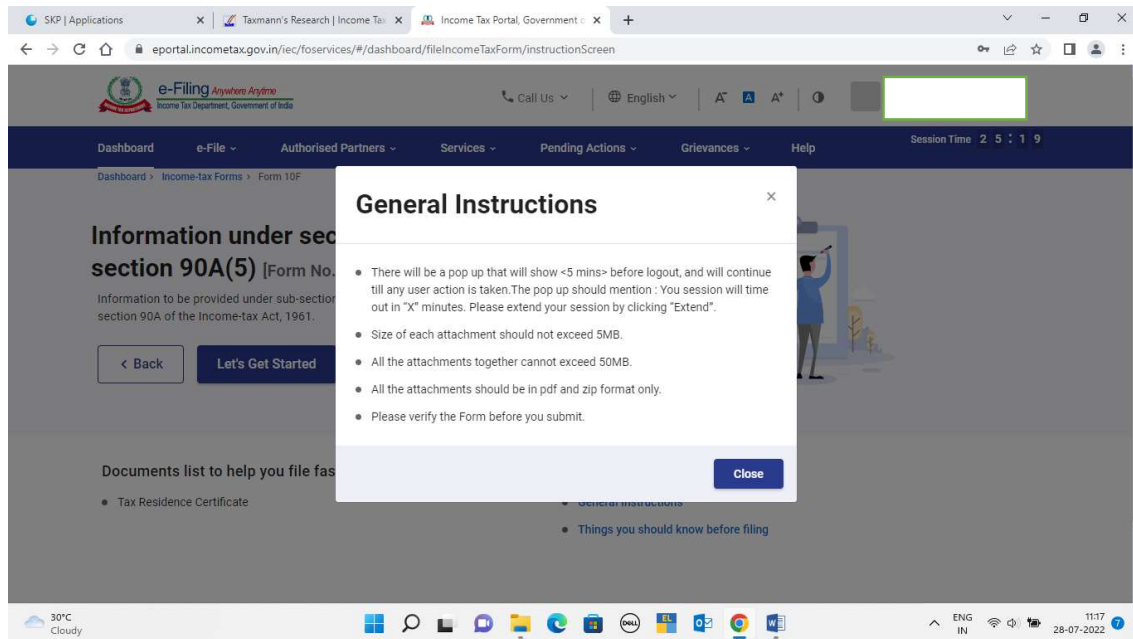 SKP | Applications
Taxmann's Research | Income Tax
Income Tax Portal, Government o
eportal.incometax.gov.in/iec/foservices/#/dashboard/fileIncomeTaxForm/instructionScreen
e-Filing Anywhere Anytime
Income Tax Department, Government of India
Call Us
English
A- A A+
Dashboard e-File Authorised Partners Services Pending Actions Grievances Help
Session Time 2 5 : 1 9
Dashboard > Income-tax Forms > Form 10F
Information under sec
section 90A(5) [Form No.
Information to be provided under sub-section
section 90A of the Income-tax Act, 1961.
< Back
Let's Get Started
General Instructions
• There will be a pop up that will show <5 mins> before logout, and will continue
till any user action is taken.The pop up should mention : You session will time
out in "X" minutes. Please extend your session by clicking "Extend".
• Size of each attachment should not exceed 5MB.
• All the attachments together cannot exceed 50MB.
• All the attachments should be in pdf and zip format only.
• Please verify the Form before you submit.
Close
Documents list to help you file fas
• Tax Residence Certificate
• General Instructions
• Things you should know before filing
30°C
Cloudy
DELL
EL
ENG
IN
11:17
28-07-2022
7